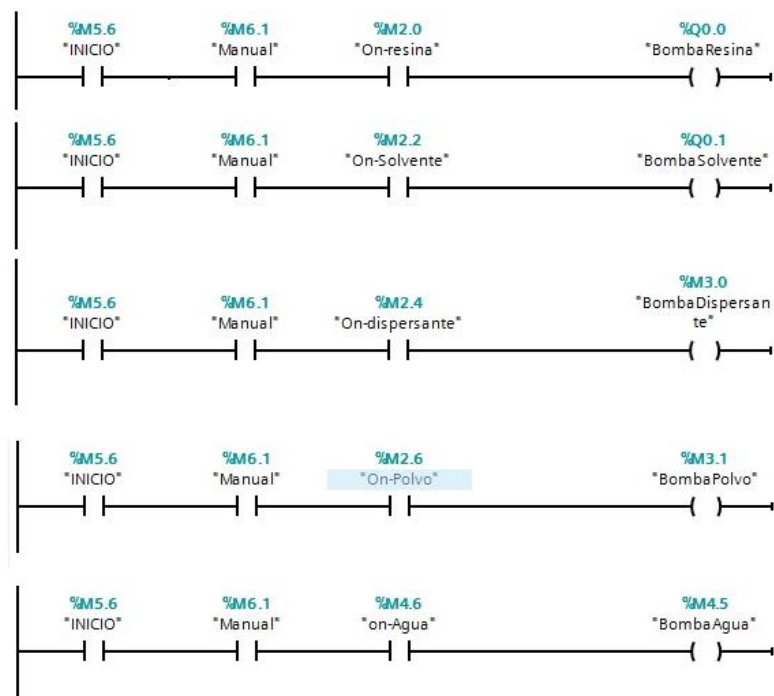 %M5.6 %M6.1 %M2.0 %Q0.0
"INICIO" "Manual" "On-resina" "BombaResina"
%M5.6 %M6.1 %M2.2 %Q0.1
"INICIO" "Manual" "On-Solvente" "BombaSolvente"
%M3.0
%M5.6 %M6.1 %M2.4 "BombaDispersan
"INICIO" "Manual" "On-dispersante" te"
%M5.6 %M6.1 %M2.6 %M3.1
"INICIO" "Manual" "On-Polvo" "BombaPolvo"
%M5.6 %M6.1 %M4.6 %M4.5
"INICIO" "Manual" "on-Agua" "BombaAgua"